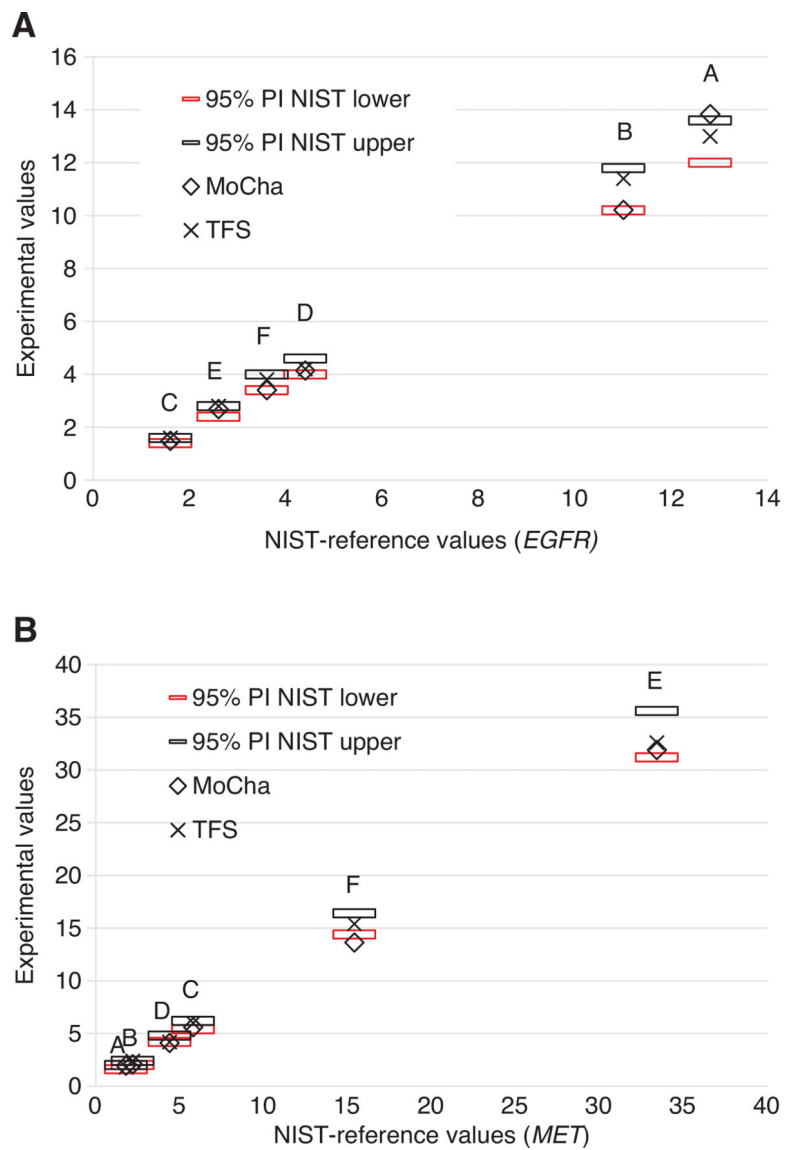 A
16
14
12
10
8
6
4
2
0
Experimental values
95% PI NIST lower
95% PI NIST upper
MoCha
TFS
C
E
F
D
B
A
0 2 4 6 8 10 12 14
NIST-reference values (EGFR)
B
40
35
30
25
20
15
10
5
0
Experimental values
95% PI NIST lower
95% PI NIST upper
MoCha
TFS
A
B
D
C
F
E
0 5 10 15 20 25 30 35 40
NIST-reference values (MET)